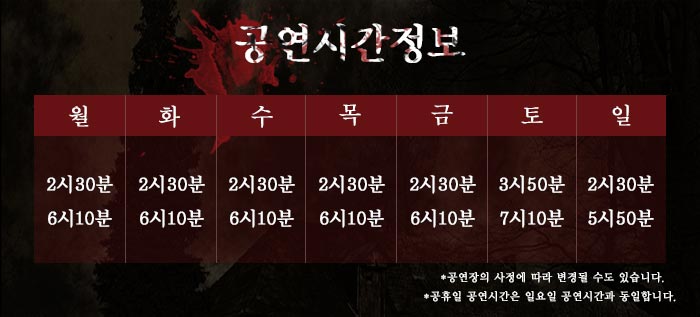 공연시간정보
월 화 수 목 금 토 일
2시30분 2시30분 2시30분 2시30분 2시30분 3시50분 2시30분
6시10분 6시10분 6시10분 6시10분 6시10분 7시10분 5시50분
*공연장의 사정에 따라 변경될 수도 있습니다.
*공휴일 공연시간은 일요일 공연시간과 동일합니다.